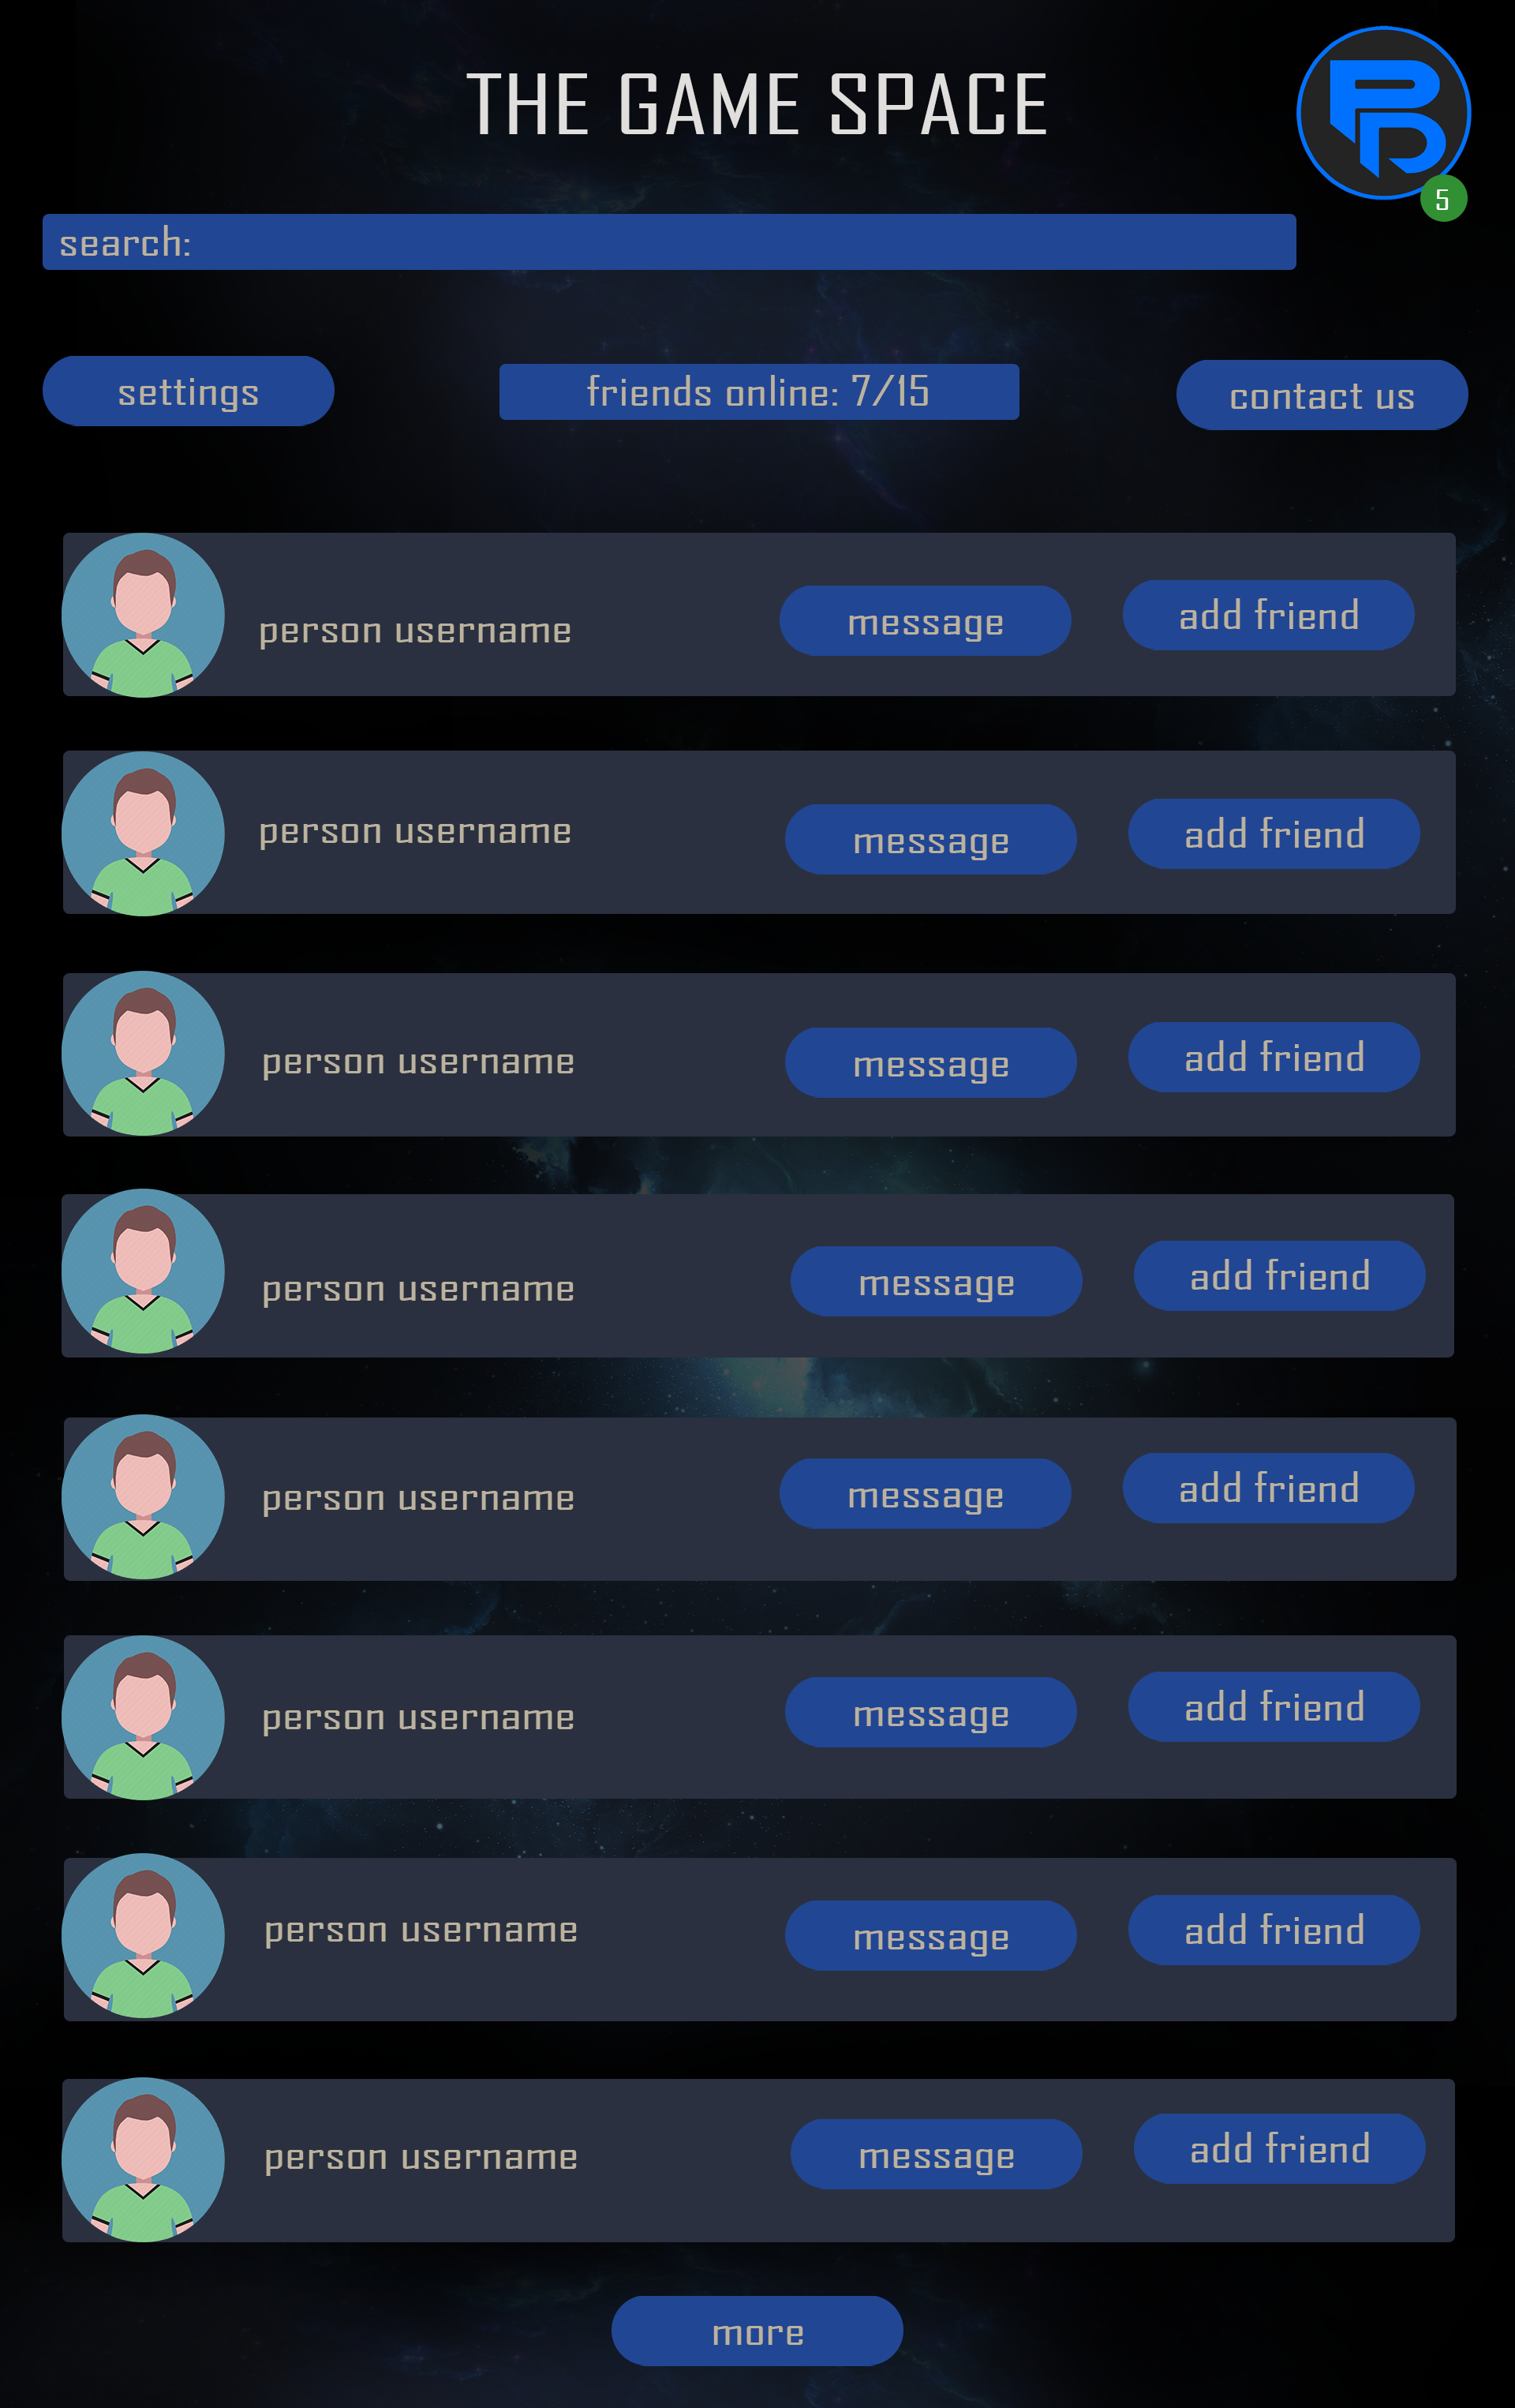 THE GAME SPACE
5
search:
settings
friends online: 7/15
contact us
person username
message
add friend
person username
message
add friend
person username
message
add friend
person username
message
add friend
person username
message
add friend
person username
message
add friend
person username
message
add friend
person username
message
add friend
more